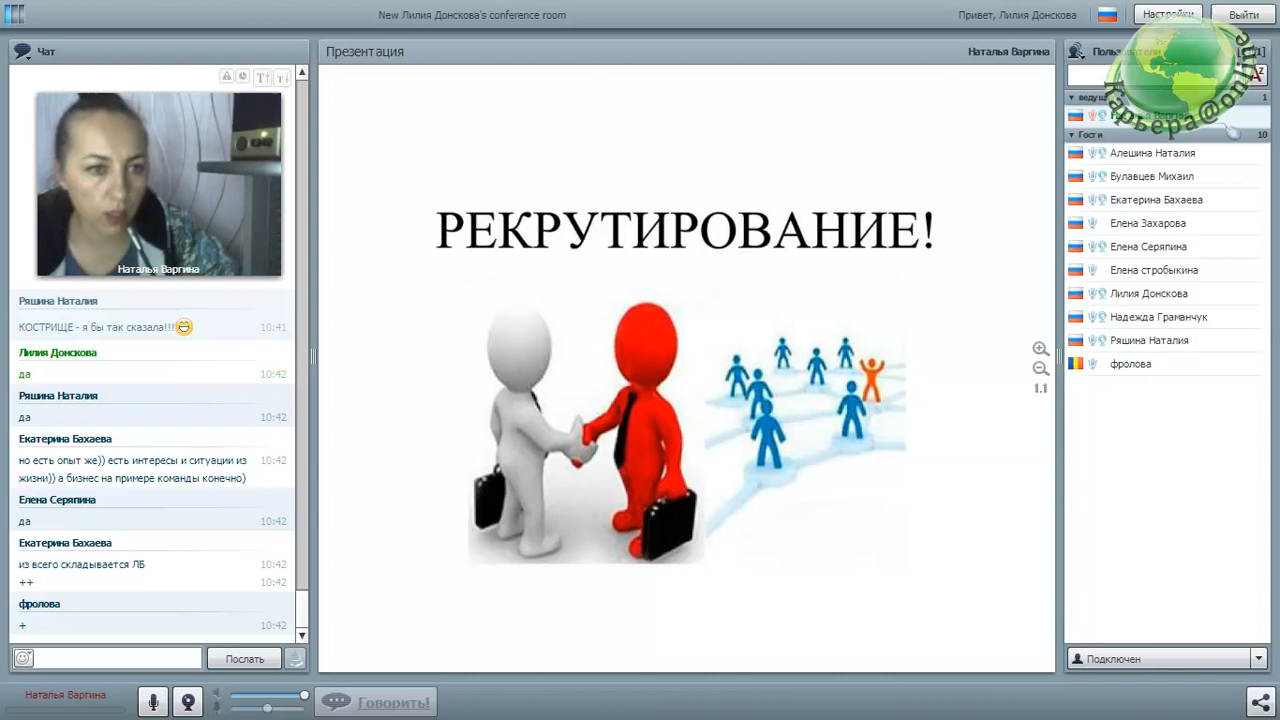 New Лилия Донскова's conference room
Привет, Лилия Донскова
Настройки
Выйти
Чат
Наталья Варгина
Ряшина Наталия
КОСТРИЩЕ - я бы так сказала!!!
10:41
Лилия Донскова
да
10:42
Ряшина Наталия
да
10:42
Екатерина Бахаева
но есть опыт же)) есть интересы и ситуации из
10:42
жизни)) а бизнес на примере команды конечно)
Елена Серяпина
да
10:42
Екатерина Бахаева
из всего складывается ЛБ
10:42
++
10:42
фролова
+
10:42
Послать
Наталья Варгина
Говорить!
Презентация
Наталья Варгина
РЕКРУТИРОВАНИЕ!
1.1
Карьера@online
1
Гости
10
Алешина Наталия
Булавцев Михаил
Екатерина Бахаева
Елена Захарова
Елена Серяпина
Елена стробыкина
Лилия Донскова
Надежда Граманчук
Ряшина Наталия
фролова
Подключен